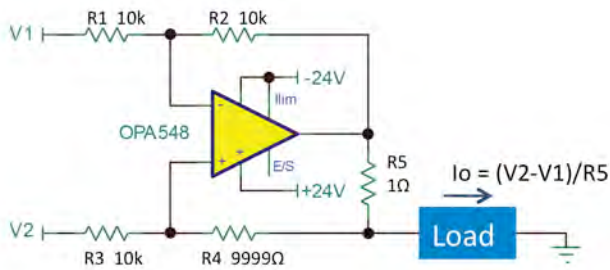 R1 10k
R2 10k
V1
-24V
Ilim
-
OPA548
+
+
E/S
+24V
R5
1Ω
Io = (V2-V1)/R5
V2
Load
R3 10k
R4 9999Ω